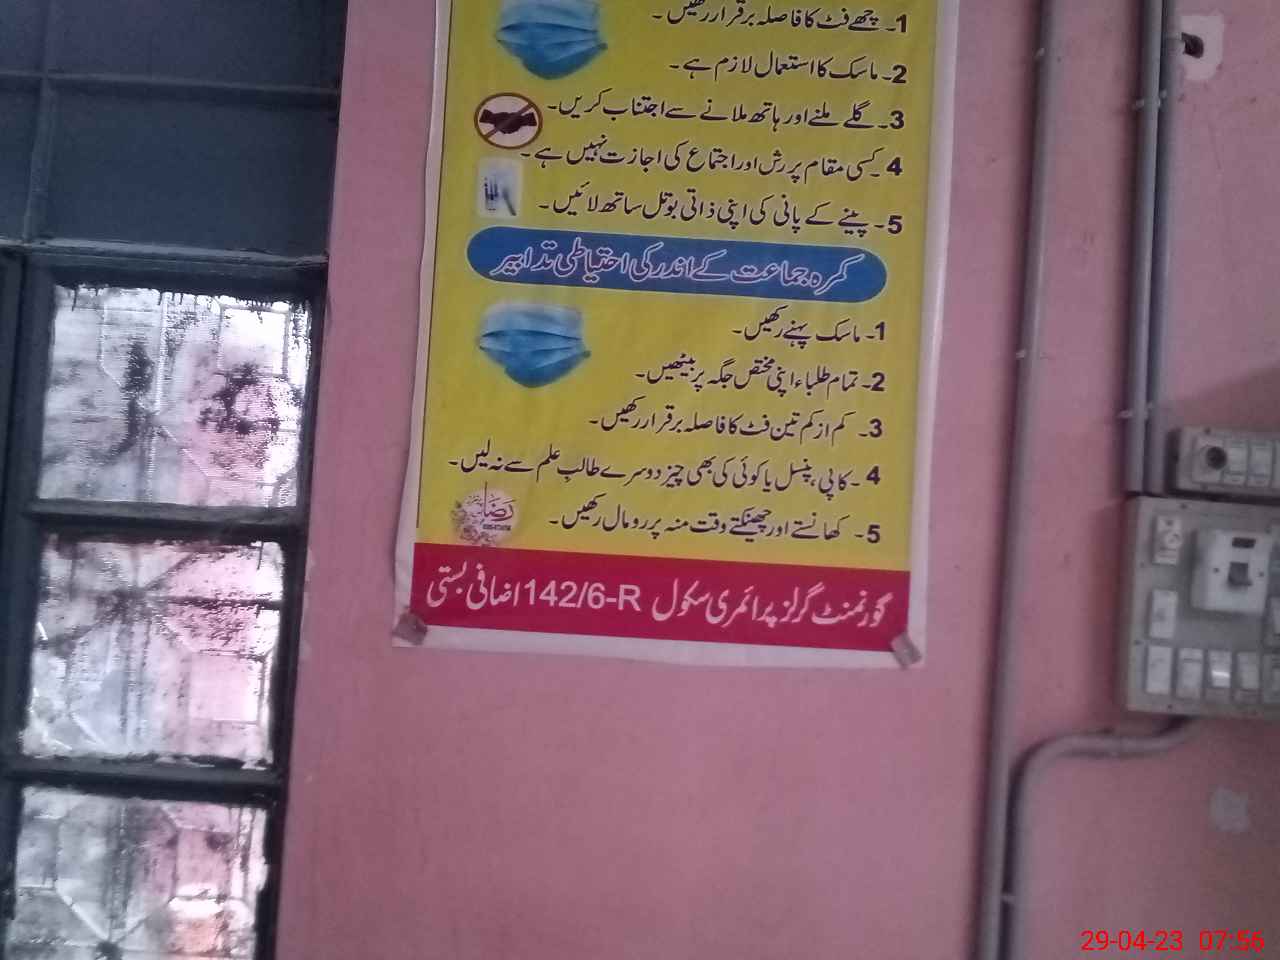 1۔ چھے فٹ کا فاصلہ برقرار رکھیں۔
2۔ ماسک کا استعمال لازم ہے۔
3۔ گلے ملنے اور ہاتھ ملانے سے اجتناب کریں۔
4۔ کسی مقام پر رش اور اجتماع کی اجازت نہیں ہے۔
5۔ پینے کے پانی کی اپنی ذاتی بوتل ساتھ لائیں۔
کمرہ جماعت کے اندر کی احتیاطی تدابیر
1۔ ماسک پہنے رکھیں۔
2۔ تمام طلباء اپنی مختص جگہ پر بیٹھیں۔
3۔ کم از کم تین فٹ کا فاصلہ برقرار رکھیں۔
4۔ کاپی، پنسل یا کوئی کی بھی چیز دوسرے طالب علم سے نہ لیں۔
5۔ کھانستے اور چھینکتے وقت منہ پر رومال رکھیں۔
رضا
گورنمنٹ گرلز پرائمری سکول 142/6-R اضافی بستی
29-04-23 07:56